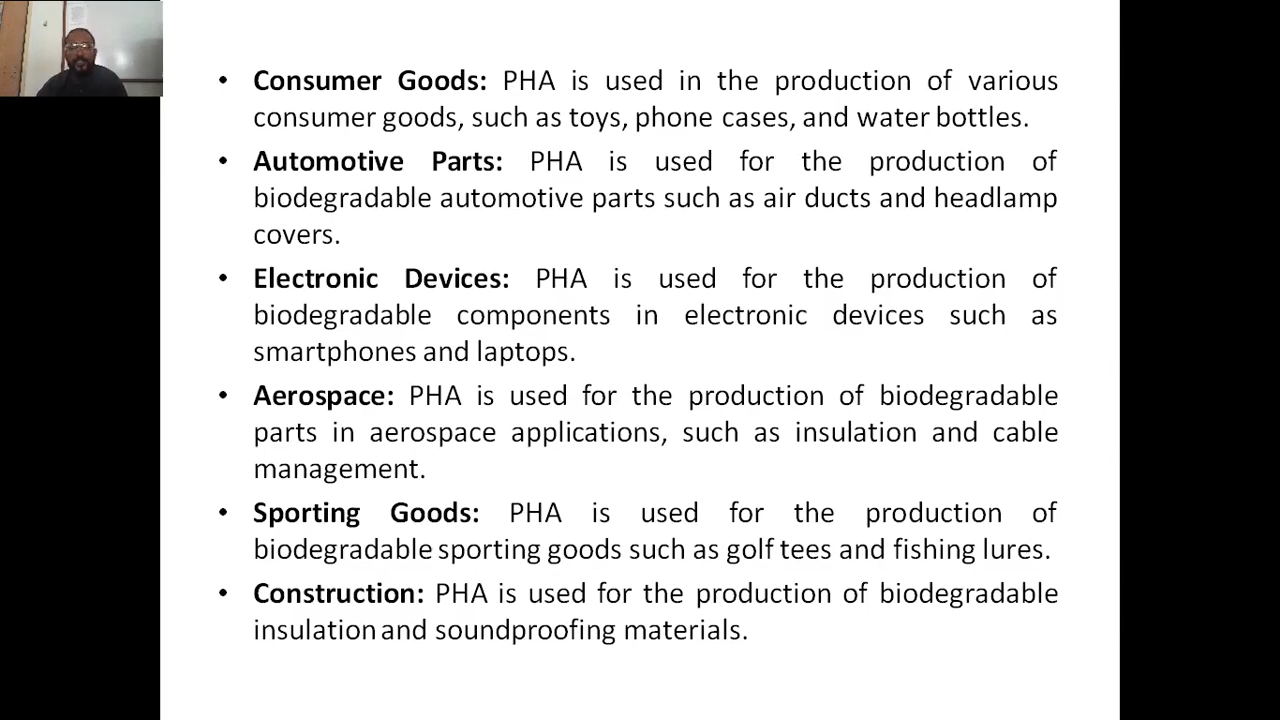 • Consumer Goods: PHA is used in the production of various
consumer goods, such as toys, phone cases, and water bottles.
• Automotive Parts: PHA is used for the production of
biodegradable automotive parts such as air ducts and headlamp
covers.
• Electronic Devices: PHA is used for the production of
biodegradable components in electronic devices such as
smartphones and laptops.
• Aerospace: PHA is used for the production of biodegradable
parts in aerospace applications, such as insulation and cable
management.
• Sporting Goods: PHA is used for the production of
biodegradable sporting goods such as golf tees and fishing lures.
• Construction: PHA is used for the production of biodegradable
insulation and soundproofing materials.